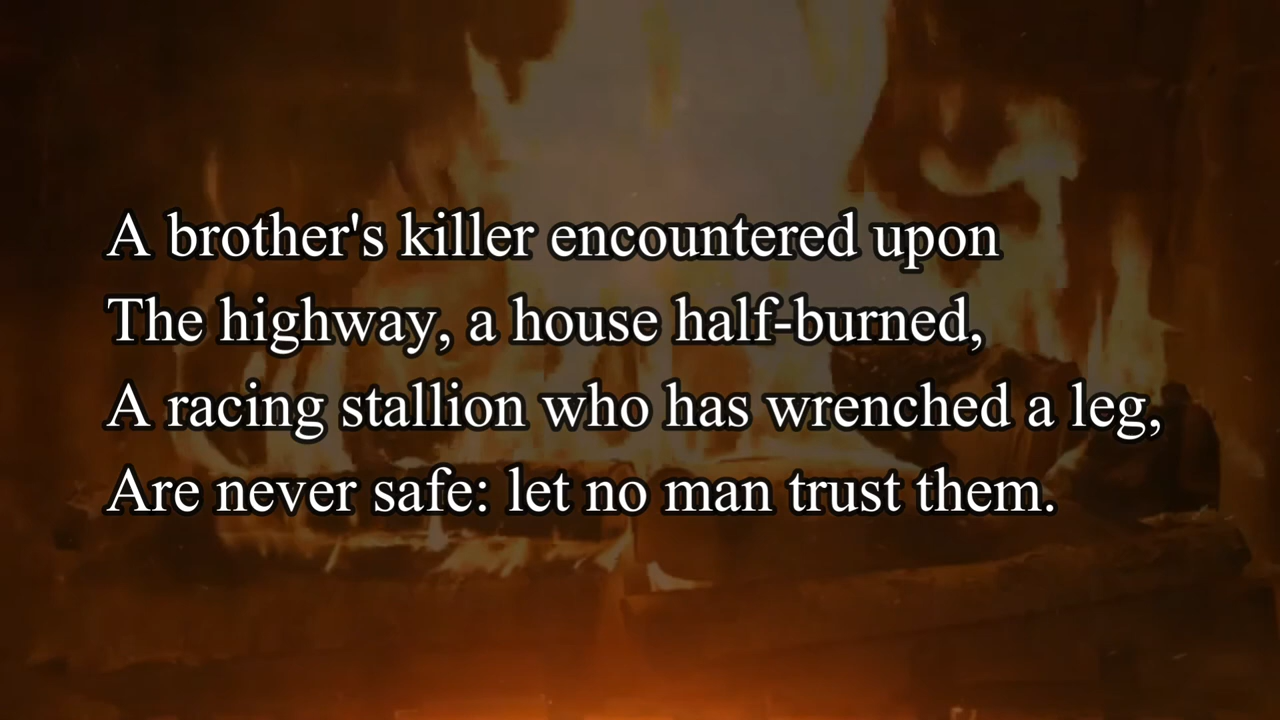 A brother's killer encountered upon
The highway, a house half-burned,
A racing stallion who has wrenched a leg,
Are never safe: let no man trust them.